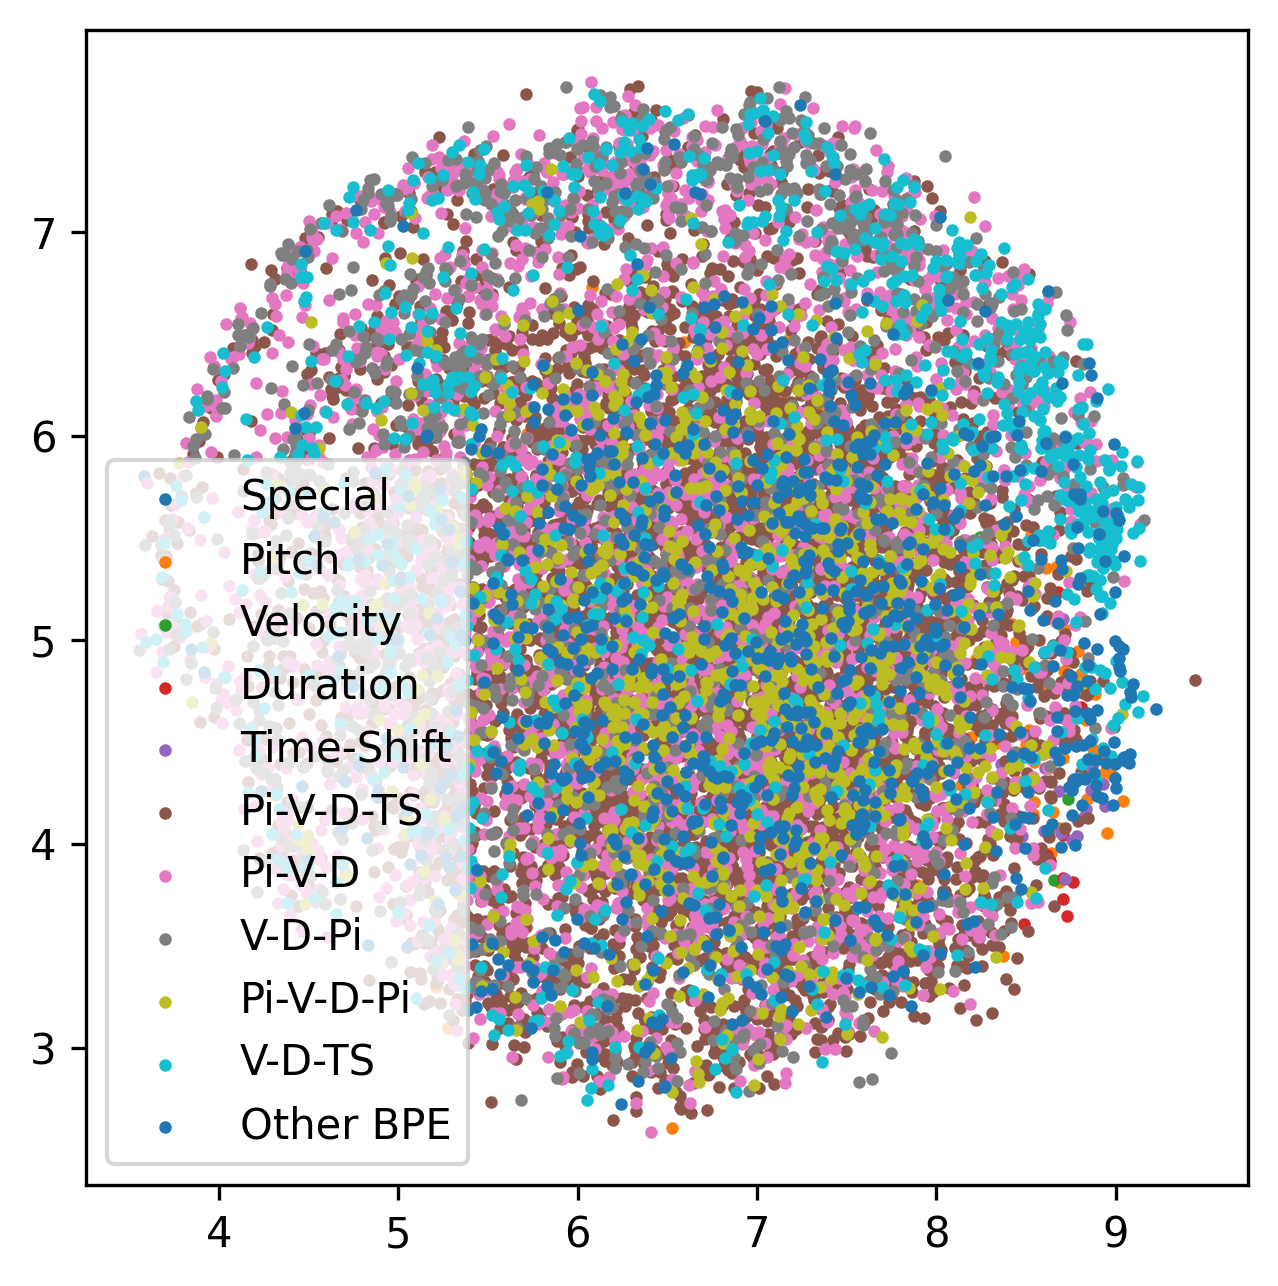 7
6
5
4
3
Special
Pitch
Velocity
Duration
Time-Shift
Pi-V-D-TS
Pi-V-D
V-D-Pi
Pi-V-D-Pi
V-D-TS
Other BPE
4 5 6 7 8 9